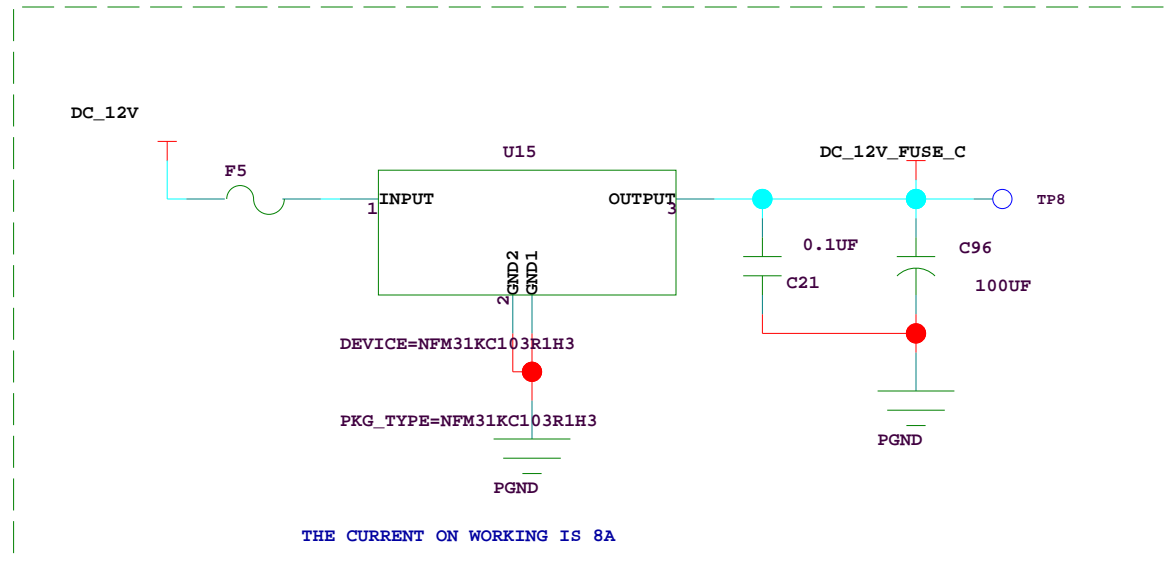 DC_12V
U15
DC_12V_FUSE_C
F5
INPUT
OUTPUT
1
3
TP8
0.1UF
C96
GND2
GND1
2
C21
100UF
DEVICE=NFM31KC103R1H3
PKG_TYPE=NFM31KC103R1H3
PGND
PGND
THE CURRENT ON WORKING IS 8A